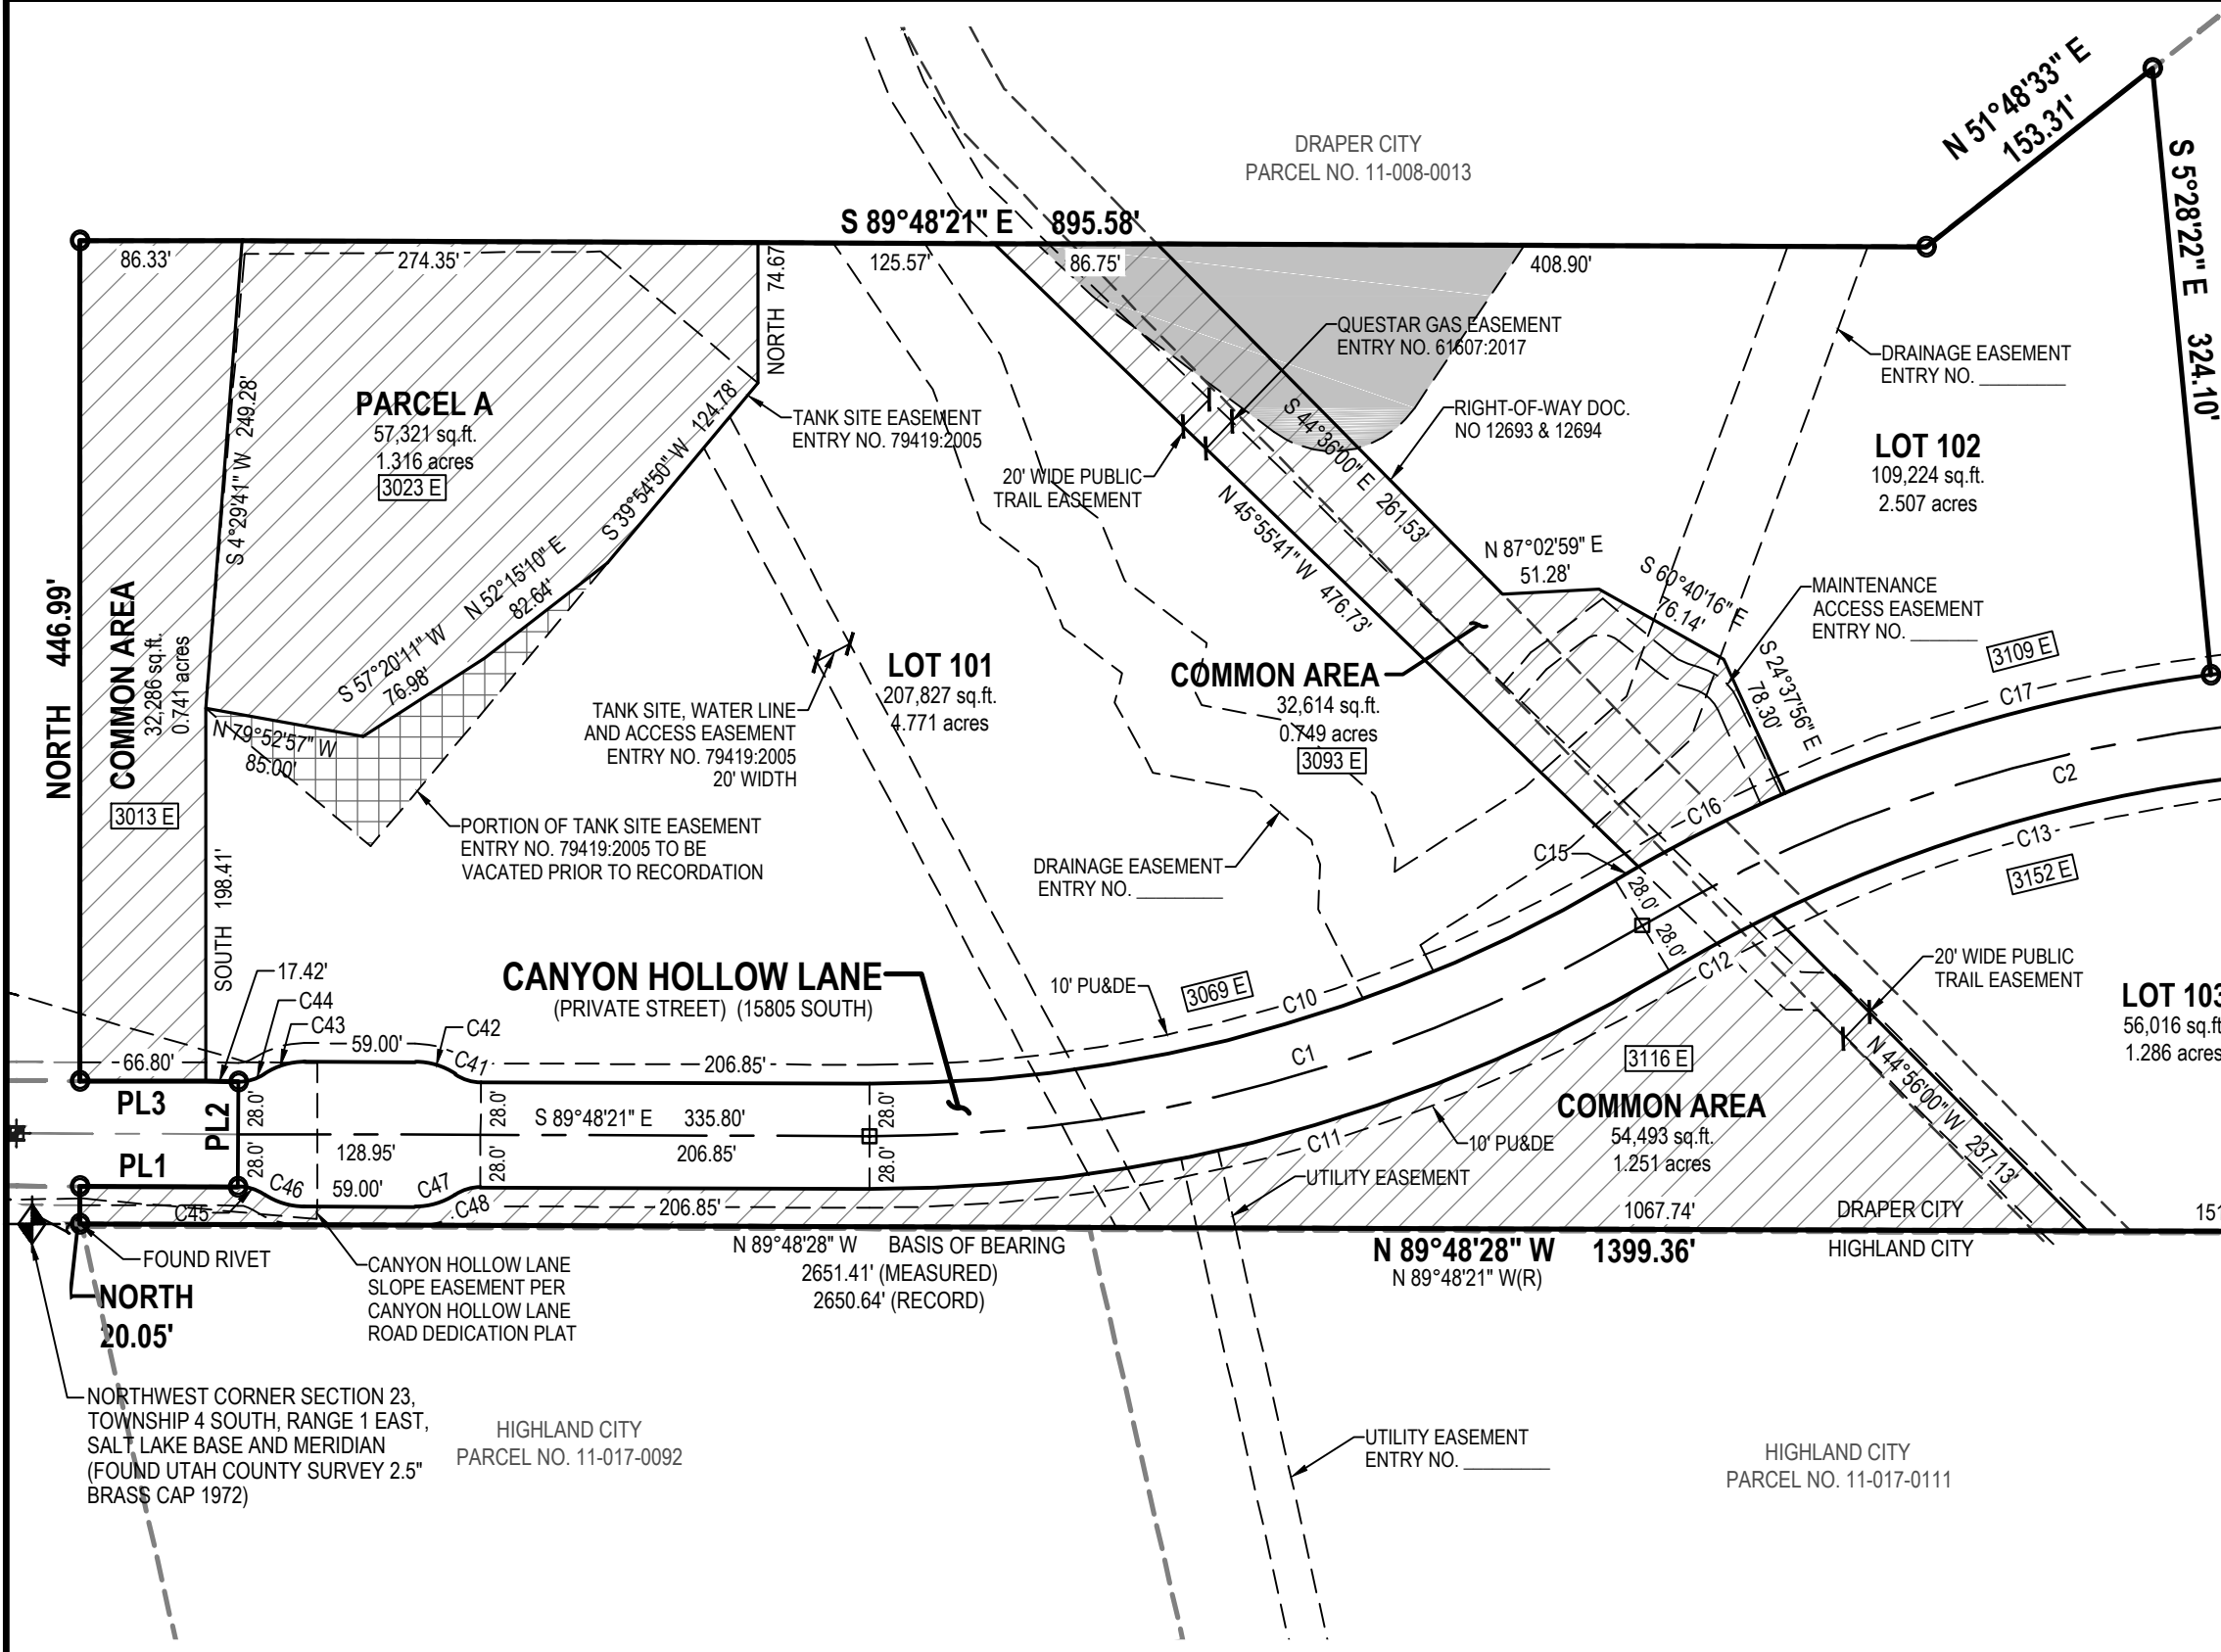 N 51°48'33" E
153.31'
DRAPER CITY
PARCEL NO. 11-008-0013
S 5°28'22" E 324.10'
S 89°48'21" E 895.58'
86.33'
274.35'
NORTH 74.67
125.57'
86.75'
408.90'
QUESTAR GAS EASEMENT
ENTRY NO. 61607:2017
DRAINAGE EASEMENT
ENTRY NO. ________
PARCEL A
57,321 sq.ft.
1.316 acres
3023 E
S 4°29'41" W 249.28'
S 39°54'50" W 124.78'
TANK SITE EASEMENT
ENTRY NO. 79419:2005
RIGHT-OF-WAY DOC.
NO 12693 & 12694
S 44°36'00" E 261.53'
LOT 102
109,224 sq.ft.
2.507 acres
20' WIDE PUBLIC
TRAIL EASEMENT
N 45°55'41" W 476.73'
N 87°02'59" E
51.28'
S 60°40'16" E
76.14'
MAINTENANCE
ACCESS EASEMENT
ENTRY NO. _______
S 24°37'56" E
78.30'
3109 E
C17
NORTH 446.99'
COMMON AREA
32,286 sq.ft.
0.741 acres
3013 E
N 52°15'10" E
82.64'
S 57°20'11" W
76.98'
N 79°52'57" W
85.00'
LOT 101
207,827 sq.ft.
4.771 acres
TANK SITE, WATER LINE
AND ACCESS EASEMENT
ENTRY NO. 79419:2005
20' WIDTH
COMMON AREA
32,614 sq.ft.
0.749 acres
3093 E
C2
C16
C13
C15
3152 E
PORTION OF TANK SITE EASEMENT
ENTRY NO. 79419:2005 TO BE
VACATED PRIOR TO RECORDATION
DRAINAGE EASEMENT
ENTRY NO. ________
28.0'
28.0'
C12
20' WIDE PUBLIC
TRAIL EASEMENT
LOT 103
56,016 sq.ft
1.286 acres
SOUTH 198.41'
17.42'
C44
C43
CANYON HOLLOW LANE
(PRIVATE STREET) (15805 SOUTH)
10' PU&DE
3069 E
C10
C42
59.00'
C41
66.80'
206.85'
C1
3116 E
COMMON AREA
54,493 sq.ft.
1.251 acres
N 44°56'00" W 237.13'
PL3
PL2
28.0'
28.0'
28.0'
28.0'
S 89°48'21" E 335.80'
28.0'
28.0'
PL1
128.95'
206.85'
C11
10' PU&DE
UTILITY EASEMENT
C46
59.00'
C47
C45
C48
206.85'
1067.74'
DRAPER CITY
151
HIGHLAND CITY
FOUND RIVET
CANYON HOLLOW LANE
SLOPE EASEMENT PER
CANYON HOLLOW LANE
ROAD DEDICATION PLAT
N 89°48'28" W BASIS OF BEARING
2651.41' (MEASURED)
2650.64' (RECORD)
N 89°48'28" W 1399.36'
N 89°48'21" W(R)
NORTH
20.05'
NORTHWEST CORNER SECTION 23,
TOWNSHIP 4 SOUTH, RANGE 1 EAST,
SALT LAKE BASE AND MERIDIAN
(FOUND UTAH COUNTY SURVEY 2.5"
BRASS CAP 1972)
HIGHLAND CITY
PARCEL NO. 11-017-0092
UTILITY EASEMENT
ENTRY NO. ________
HIGHLAND CITY
PARCEL NO. 11-017-0111